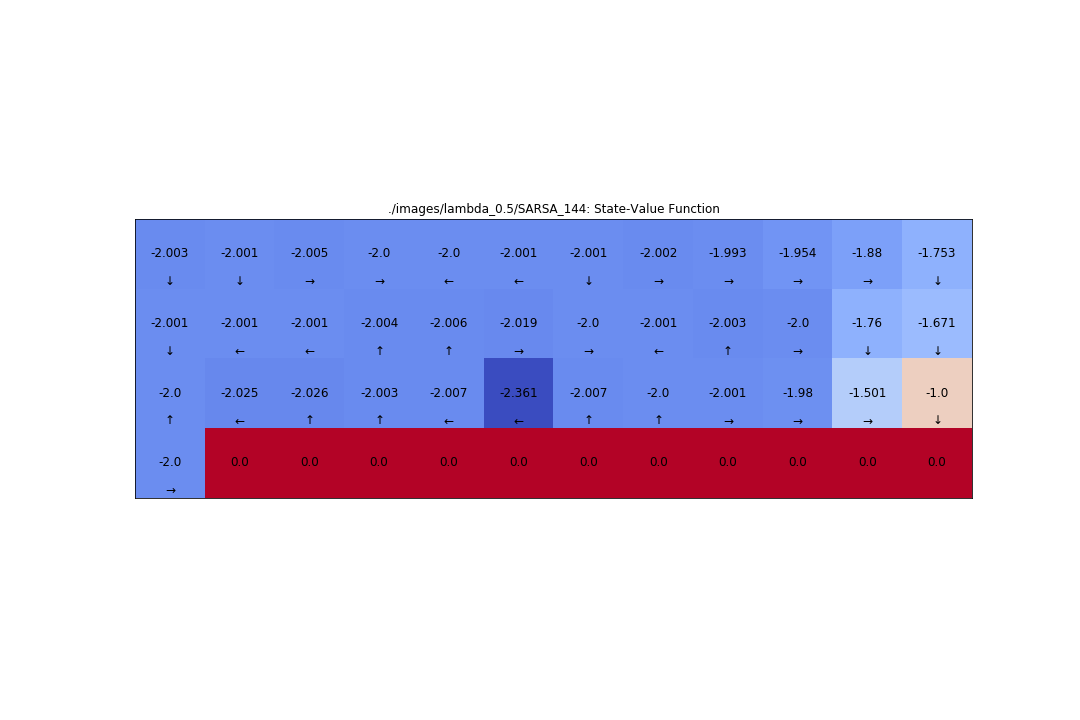 ./images/lambda_0.5/SARSA_144: State-Value Function
-2.003 -2.001 -2.005 -2.0 -2.0 -2.001 -2.001 -2.002 -1.993 -1.954 -1.88 -1.753
↓ ↓ → → ← ← ↓ → → → → ↓
-2.001 -2.001 -2.001 -2.004 -2.006 -2.019 -2.0 -2.001 -2.003 -2.0 -1.76 -1.671
↓ ← ← ↑ ↑ → → ← ↑ → ↓ ↓
-2.0 -2.025 -2.026 -2.003 -2.007 -2.361 -2.007 -2.0 -2.001 -1.98 -1.501 -1.0
↑ ← ↑ ↑ ← ← ↑ ↑ → → → ↓
-2.0 0.0 0.0 0.0 0.0 0.0 0.0 0.0 0.0 0.0 0.0 0.0
→